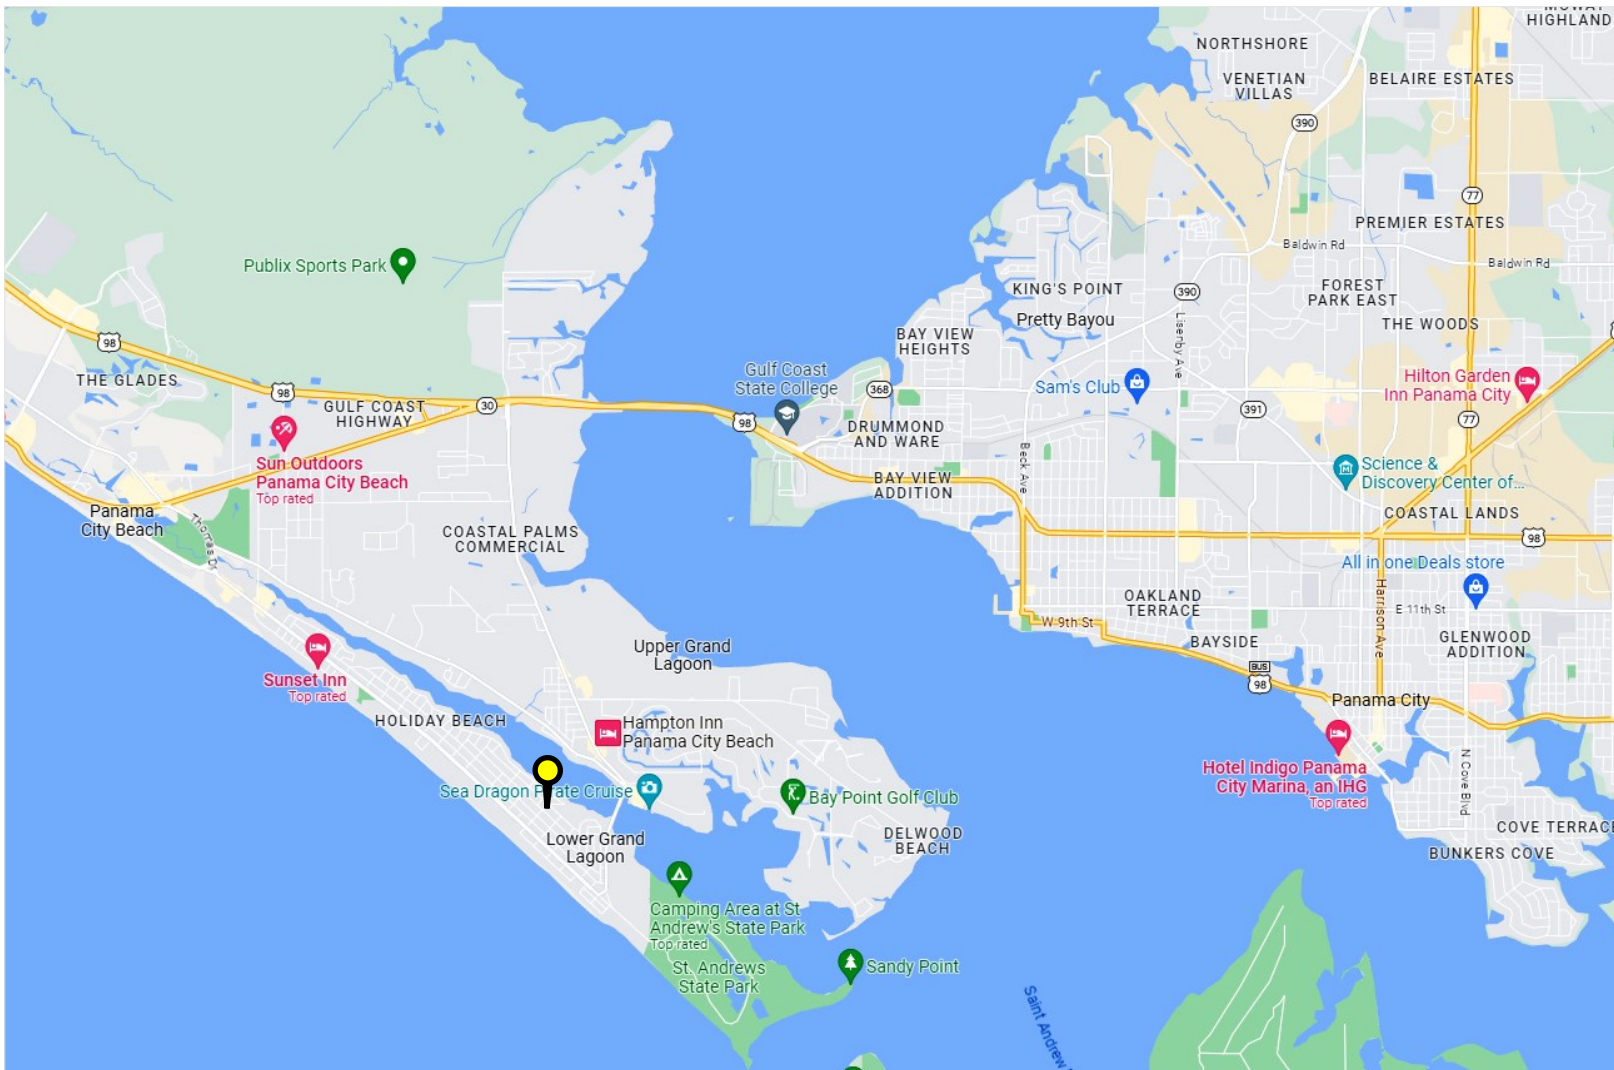 HIGHLAND
NORTHSHORE
VENETIAN
VILLAS
BELAIRE ESTATES
390
77
PREMIER ESTATES
Baldwin Rd
Baldwin Rd
Publix Sports Park
KING'S POINT
390
FOREST
PARK EAST
Pretty Bayou
Lisenby Ave
THE WOODS
BAY VIEW
HEIGHTS
98
THE GLADES
98
GULF COAST
HIGHWAY
30
Gulf Coast
State College
368
98
Sam's Club
391
Hilton Garden
Inn Panama City
77
DRUMMOND
AND WARE
Sun Outdoors
Panama City Beach
Top rated
BAY VIEW
ADDITION
Beck Ave
Science &
Discovery Center of...
Panama
City Beach
Thomas Dr
COASTAL PALMS
COMMERCIAL
COASTAL LANDS
98
All in one Deals store
OAKLAND
TERRACE
Harrison Ave
E 11th St
W 9th St
BAYSIDE
GLENWOOD
ADDITION
Upper Grand
Lagoon
BUS
98
Sunset Inn
Top rated
Panama City
HOLIDAY BEACH
Hampton Inn
Panama City Beach
Hotel Indigo Panama
City Marina, an IHG
Top rated
N Cove Blvd
Sea Dragon Pirate Cruise
Bay Point Golf Club
Lower Grand
Lagoon
DELWOOD
BEACH
COVE TERRACE
BUNKERS COVE
Camping Area at St
Andrew's State Park
Top rated
St. Andrews
State Park
Sandy Point
Saint Andrew